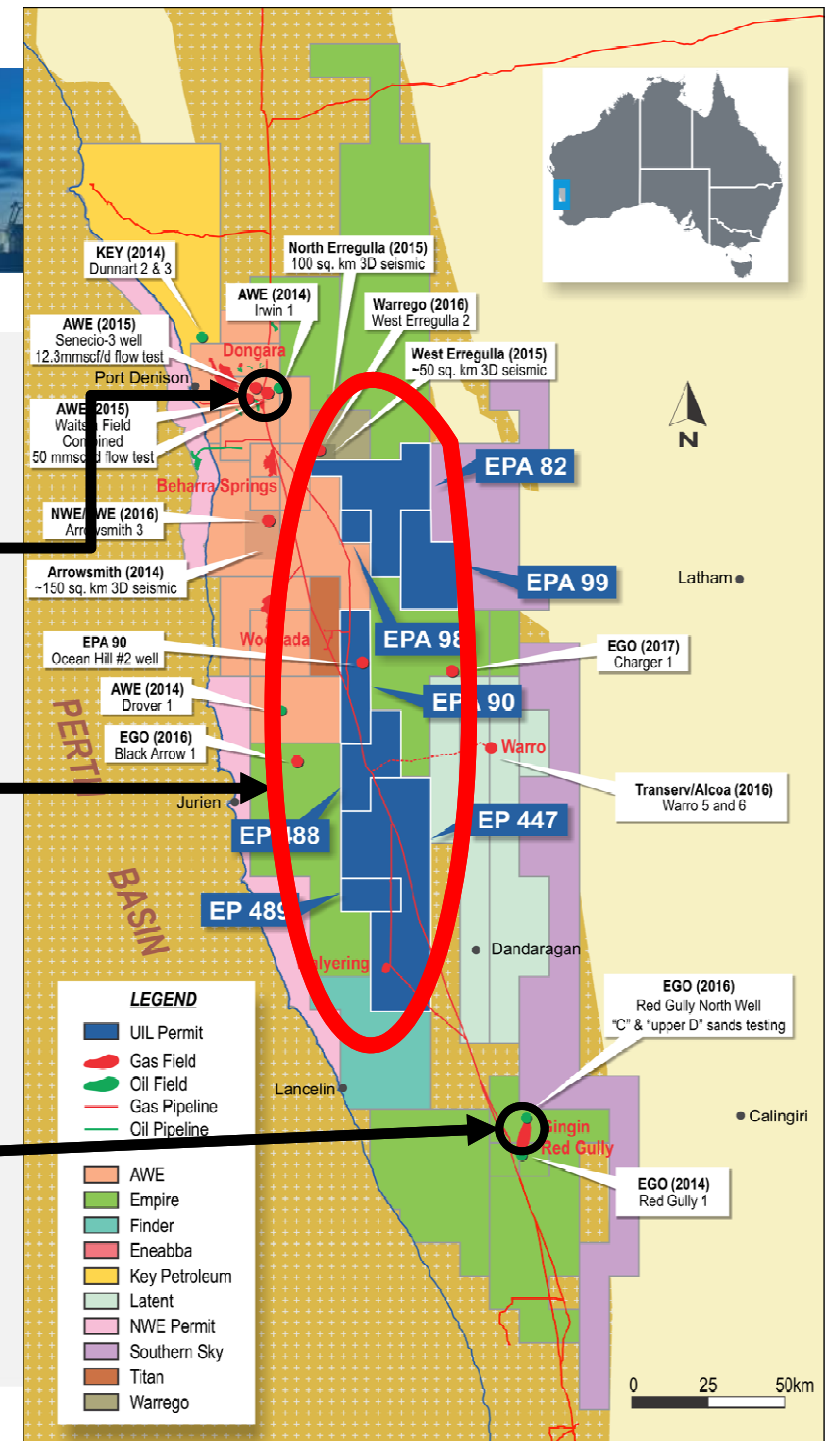 KEY (2014)
Dunnart 2 & 3
North Erregulla (2015)
100 sq. km 3D seismic
AWE (2014)
Irwin 1
Warrego (2016)
West Erregulla 2
AWE (2015)
Senecio-3 well
12.3mmscf/d flow test
Dongara
West Erregulla (2015)
~50 sq. km 3D seismic
Port Denison
AWE (2015)
Field
Combined
50 flow test
N
Beharra Springs
EPA 82
(2016)
3
EPA 99
Latham
Arrowsmith (2014)
~150 sq. km 3D seismic
EPA 98
EPA 90
Ocean Hill #2 well
EGO (2017)
Charger 1
AWE (2014)
Drover 1
90
PERTH
BASIN
EGO (2016)
Black Arrow 1
Warro
Transerv/Alcoa (2016)
Warro 5 and 6
Jurien
EP 488
EP 447
EP 489
Dandaragan
LEGEND
UIL Permit
Gas Field
Oil Field
Gas Pipeline
Oil Pipeline
AWE
Empire
Finder
Eneabba
Key Petroleum
Latent
NWE Permit
Southern Sky
Titan
Warrego
EGO (2016)
Red Gully North Well
"C" & "upper D" sands testing
Lancelin
Calingiri
Gingin
Red Gully
EGO (2014)
Red Gully 1
0 25 50km